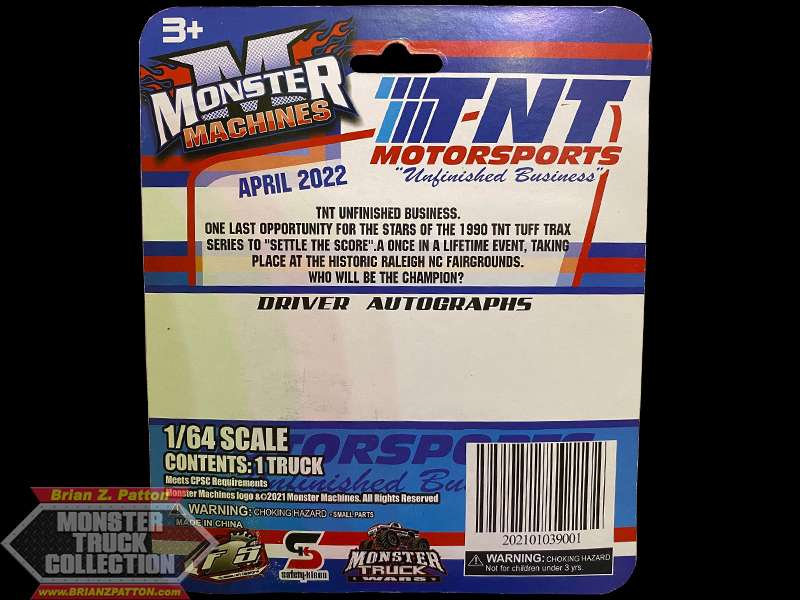 3+
M
MONSTER
MACHINES
TNT
MOTORSPORTS
"Unfinished Business"
APRIL 2022
TNT UNFINISHED BUSINESS.
ONE LAST OPPORTUNITY FOR THE STARS OF THE 1990 TNT TUFF TRAX
SERIES TO "SETTLE THE SCORE".A ONCE IN A LIFETIME EVENT, TAKING
PLACE AT THE HISTORIC RALEIGH NC FAIRGROUNDS.
WHO WILL BE THE CHAMPION?
DRIVER AUTOGRAPHS
1/64 SCALE
CONTENTS: 1 TRUCK
Meets CPSC Requirements
Monster Machines logo &©2021 Monster Machines. All Rights Reserved
WARNING: CHOKING HAZARD - SMALL PARTS
MADE IN CHINA
TORSPORTS
Unfinished Bu
202101039001
WARNING: CHOKING HAZARD
Not for children under 3 yrs.
safety-kleen
MONSTER
TRUCK
WARS
Brian Z. Patton
MONSTER
TRUCK
COLLECTION
www.BRIANZPATTON.com